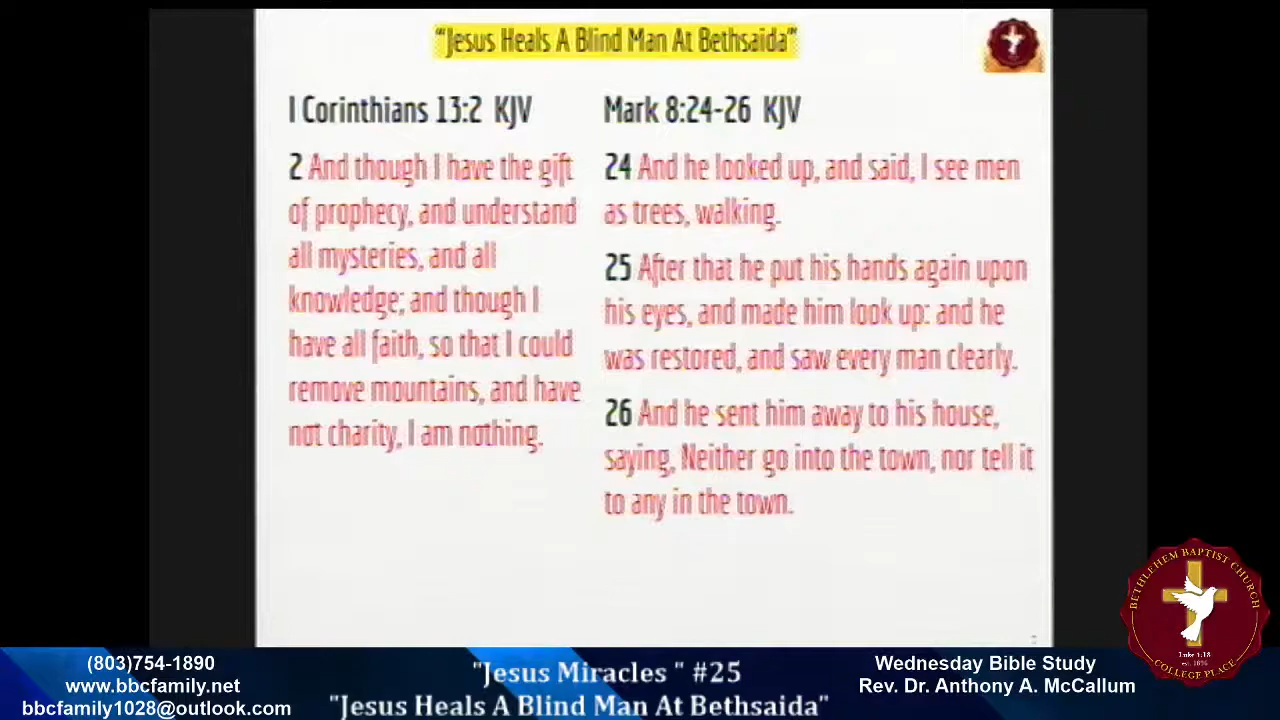 “Jesus Heals A Blind Man At Bethsaida”
I Corinthians 13:2 KJV
2 And though I have the gift
of prophecy, and understand
all mysteries, and all
knowledge; and though I
have all faith, so that I could
remove mountains, and have
not charity, I am nothing.
Mark 8:24-26 KJV
24 And he looked up, and said, I see men
as trees, walking.
25 After that he put his hands again upon
his eyes, and made him look up: and he
was restored, and saw every man clearly.
26 And he sent him away to his house,
saying, Neither go into the town, nor tell it
to any in the town.
BETHLEHEM BAPTIST CHURCH
Luke 4:18
COLLEGE PLACE
(803)754-1890
www.bbcfamily.net
bbcfamily1028@outlook.com
"Jesus Miracles " #25
"Jesus Heals A Blind Man At Bethsaida"
Wednesday Bible Study
Rev. Dr. Anthony A. McCallum